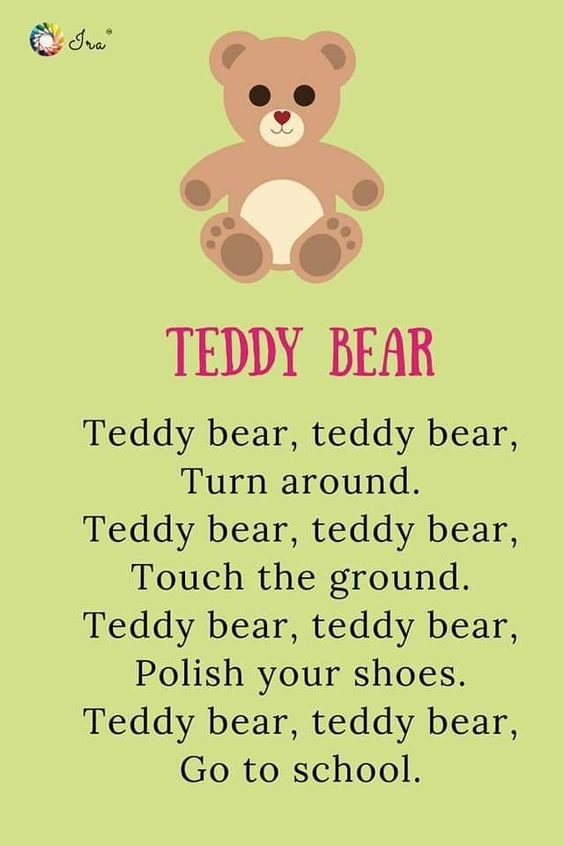 Ira
TEDDY BEAR
Teddy bear, teddy bear,
Turn around.
Teddy bear, teddy bear,
Touch the ground.
Teddy bear, teddy bear,
Polish your shoes.
Teddy bear, teddy bear,
Go to school.